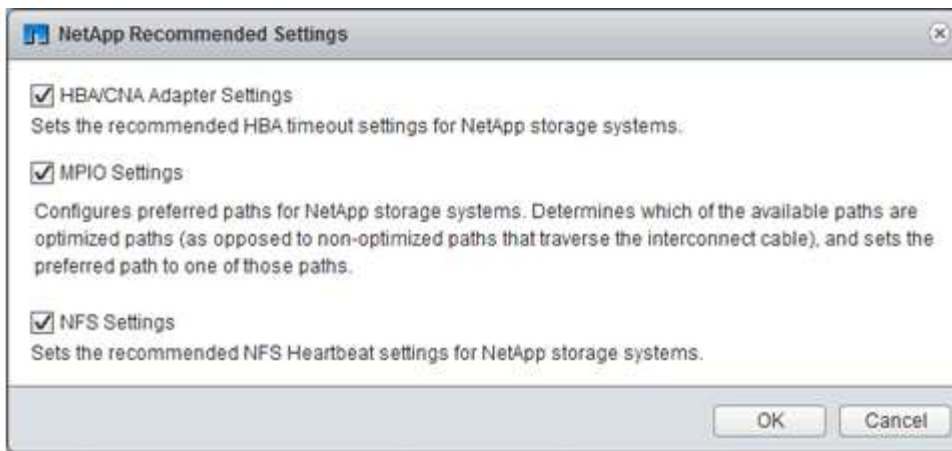 NetApp Recommended Settings
HBA/CNA Adapter Settings
Sets the recommended HBA timeout settings for NetApp storage systems.
MPIO Settings
Configures preferred paths for NetApp storage systems. Determines which of the available paths are
optimized paths (as opposed to non-optimized paths that traverse the interconnect cable), and sets the
preferred path to one of those paths.
NFS Settings
Sets the recommended NFS Heartbeat settings for NetApp storage systems.
OK Cancel